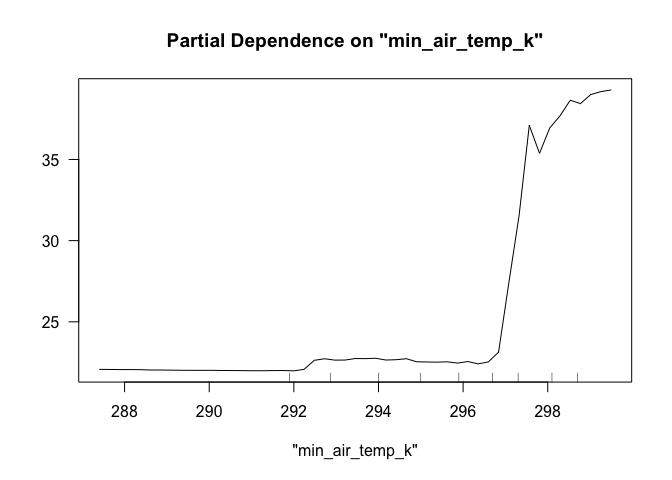 Partial Dependence on "min_air_temp_k"
35
30
25
288 290 292 294 296 298
"min_air_temp_k"